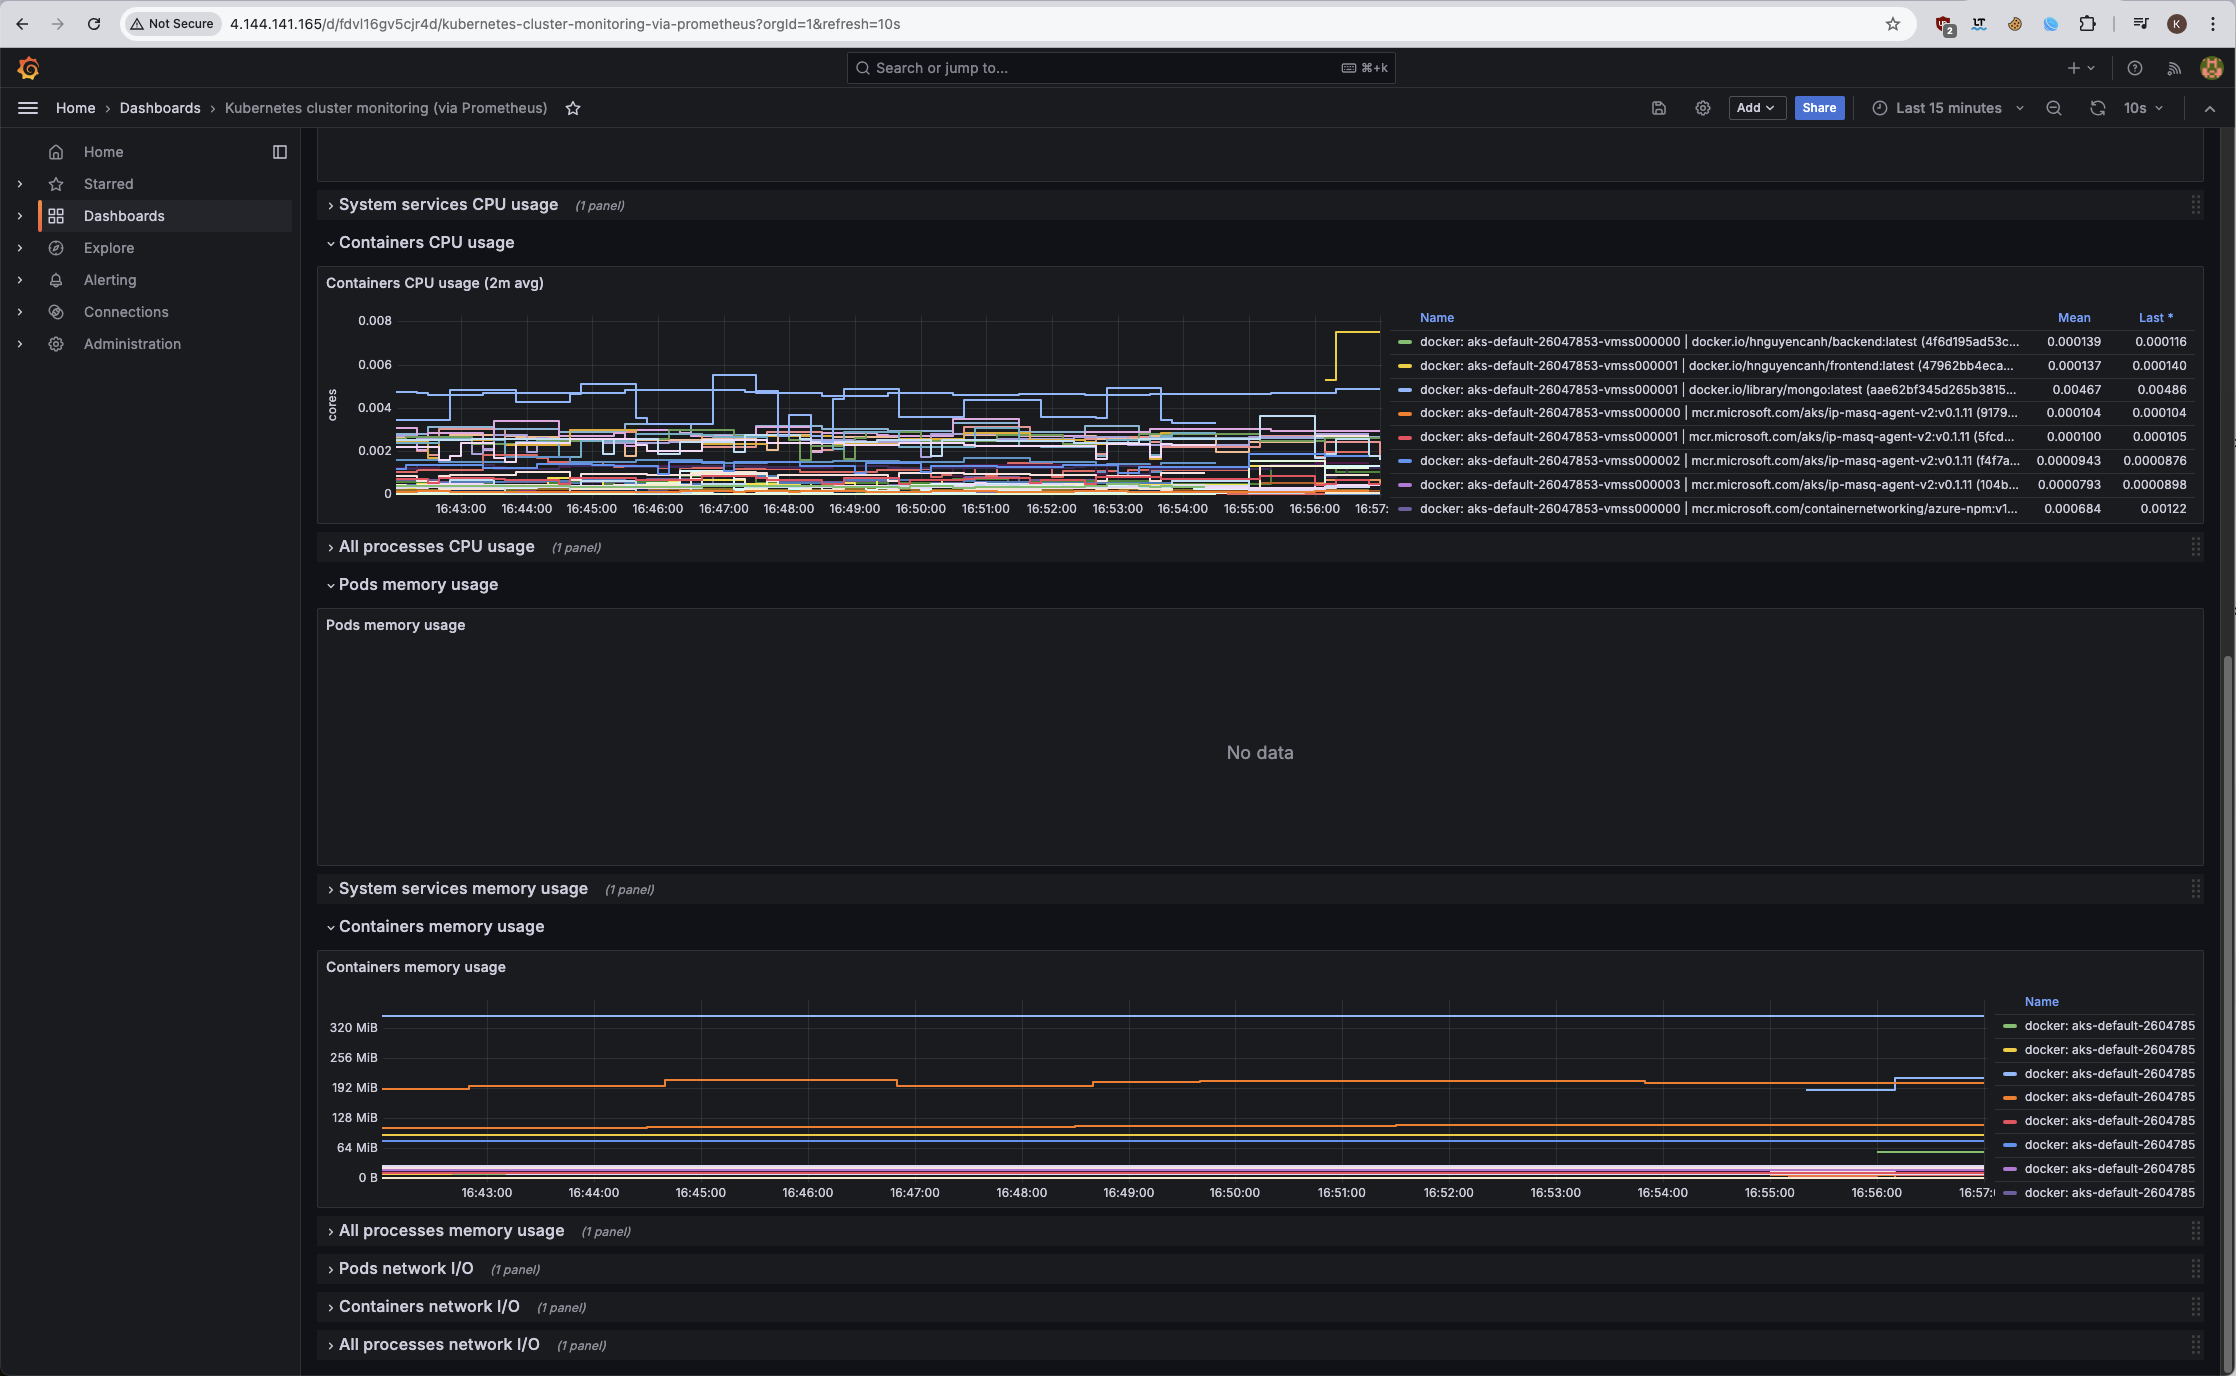 Not Secure 4.144.141.165/d/fdvl16gv5cjr4d/kubernetes-cluster-monitoring-via-prometheus?orgId=1&refresh=10s
2
K
Search or jump to...
⌘+k
Home › Dashboards › Kubernetes cluster monitoring (via Prometheus)
Add
Share
Last 15 minutes
10s
Home
Starred
Dashboards
Explore
Alerting
Connections
Administration
System services CPU usage (1 panel)
Containers CPU usage
Containers CPU usage (2m avg)
cores
0.008
0.006
0.004
0.002
0
16:43:00 16:44:00 16:45:00 16:46:00 16:47:00 16:48:00 16:49:00 16:50:00 16:51:00 16:52:00 16:53:00 16:54:00 16:55:00 16:56:00 16:57:
Name Mean Last *
docker: aks-default-26047853-vmss000000 | docker.io/hnguyencanh/backend:latest (4f6d195ad53c... 0.000139 0.000116
docker: aks-default-26047853-vmss000001 | docker.io/hnguyencanh/frontend:latest (47962bb4eca... 0.000137 0.000140
docker: aks-default-26047853-vmss000001 | docker.io/library/mongo:latest (aae62bf345d265b3815... 0.00467 0.00486
docker: aks-default-26047853-vmss000000 | mcr.microsoft.com/aks/ip-masq-agent-v2:v0.1.11 (9179... 0.000104 0.000104
docker: aks-default-26047853-vmss000001 | mcr.microsoft.com/aks/ip-masq-agent-v2:v0.1.11 (5fcd... 0.000100 0.000105
docker: aks-default-26047853-vmss000002 | mcr.microsoft.com/aks/ip-masq-agent-v2:v0.1.11 (f4f7a... 0.0000943 0.0000876
docker: aks-default-26047853-vmss000003 | mcr.microsoft.com/aks/ip-masq-agent-v2:v0.1.11 (104b... 0.0000793 0.0000898
docker: aks-default-26047853-vmss000000 | mcr.microsoft.com/containernetworking/azure-npm:v1... 0.000684 0.00122
All processes CPU usage (1 panel)
Pods memory usage
Pods memory usage
No data
System services memory usage (1 panel)
Containers memory usage
Containers memory usage
320 MiB
256 MiB
192 MiB
128 MiB
64 MiB
0 B
16:43:00 16:44:00 16:45:00 16:46:00 16:47:00 16:48:00 16:49:00 16:50:00 16:51:00 16:52:00 16:53:00 16:54:00 16:55:00 16:56:00 16:57:
Name
docker: aks-default-2604785
docker: aks-default-2604785
docker: aks-default-2604785
docker: aks-default-2604785
docker: aks-default-2604785
docker: aks-default-2604785
docker: aks-default-2604785
docker: aks-default-2604785
All processes memory usage (1 panel)
Pods network I/O (1 panel)
Containers network I/O (1 panel)
All processes network I/O (1 panel)